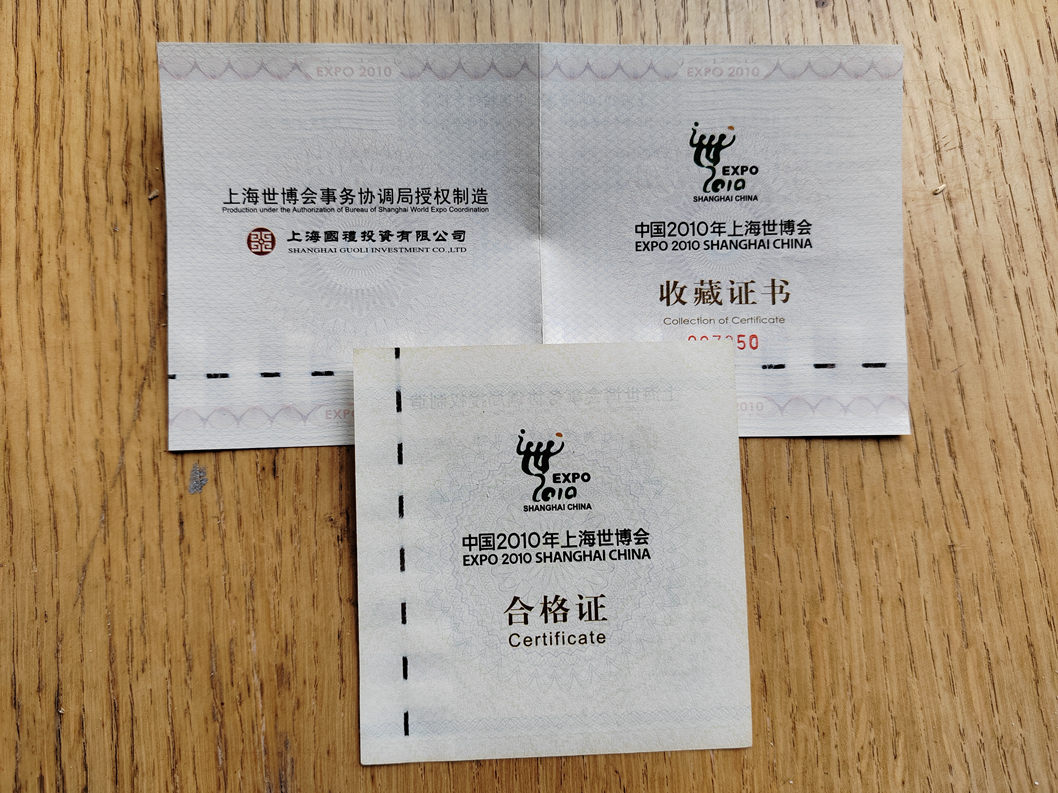 EXPO 2010
EXPO 2010
上海世博会事务协调局授权制造
Production under the Authorization of Bureau of Shanghai World Expo Coordination
上海國禮投資有限公司
SHANGHAI GUOLI INVESTMENT CO.,LTD
EXPO
2010
SHANGHAI CHINA
中国2010年上海世博会
EXPO 2010 SHANGHAI CHINA
收藏证书
Collection of Certificate
EXPO
2010
SHANGHAI CHINA
中国2010年上海世博会
EXPO 2010 SHANGHAI CHINA
合格证
Certificate